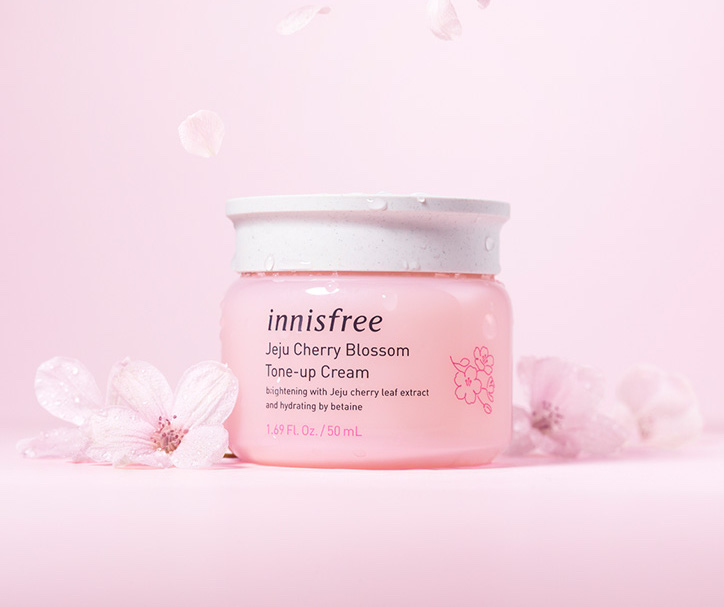 innisfree
Jeju Cherry Blossom
Tone-up Cream
brightening with Jeju cherry leaf extract
and hydrating by betaine
1.69 FL. Oz. / 50 mL